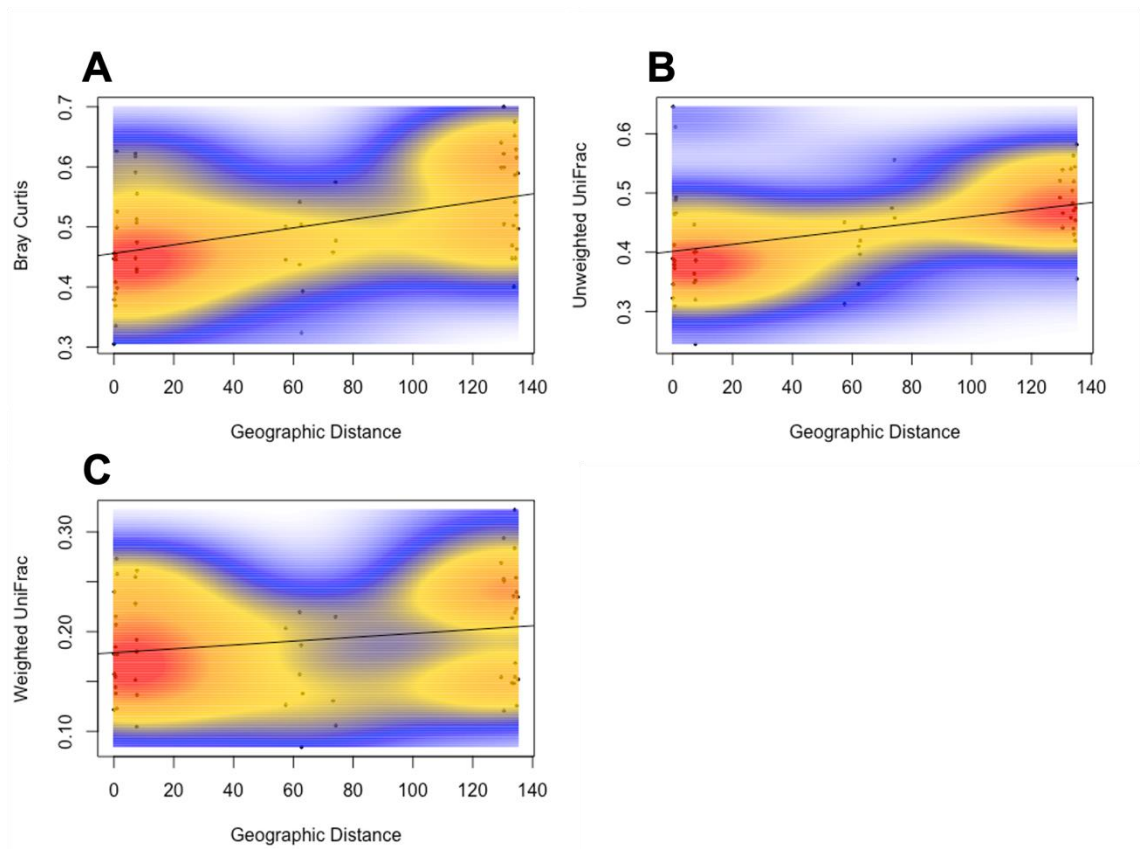 A
Bray Curtis
0.7
0.6
0.5
0.4
0.3
0 20 40 60 80 100 120 140
Geographic Distance
B
Unweighted UniFrac
0.6
0.5
0.4
0.3
0 20 40 60 80 100 120 140
Geographic Distance
C
Weighted UniFrac
0.30
0.20
0.10
0 20 40 60 80 100 120 140
Geographic Distance